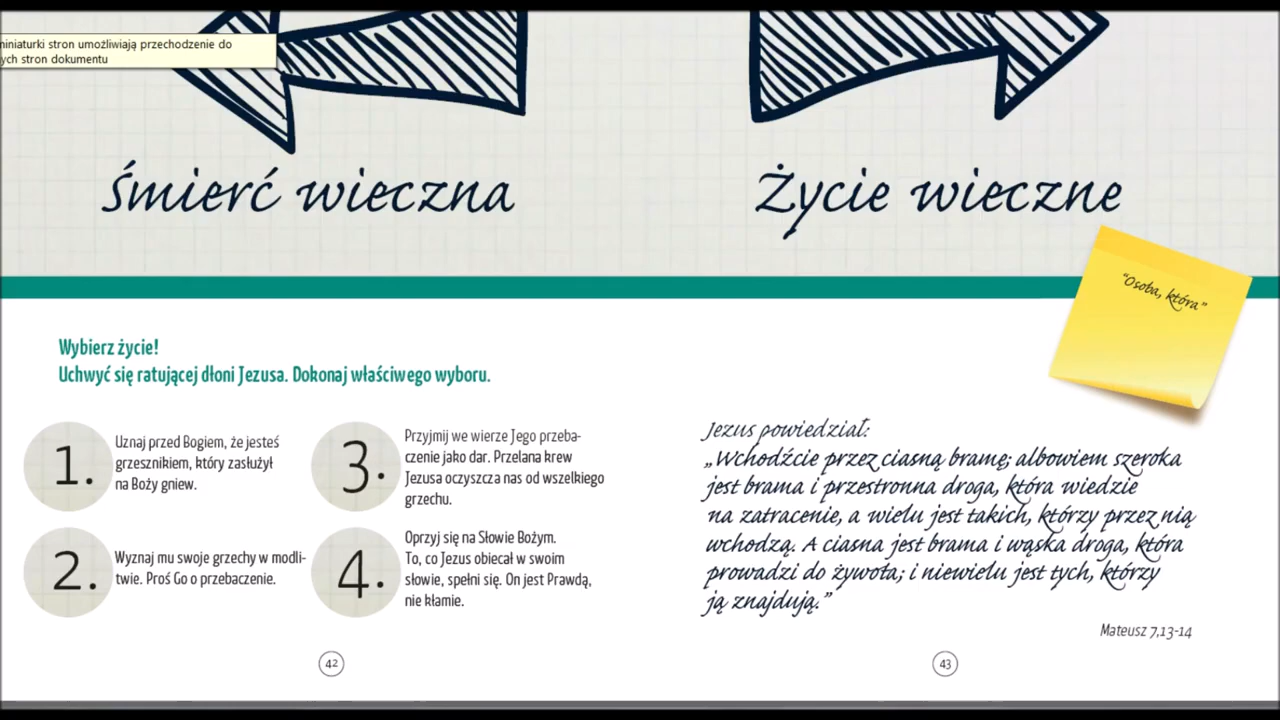 miniaturki stron umożliwiają przechodzenie do
ych stron dokumentu
Śmierć wieczna
Życie wieczne
"Osoba, która"
Wybierz życie!
Uchwyć się ratującej dłoni Jezusa. Dokonaj właściwego wyboru.
1.
Uznaj przed Bogiem, że jesteś
grzesznikiem, który zasłużył
na Boży gniew.
2.
Wyznaj mu swoje grzechy w modli-
twie. Proś Go o przebaczenie.
3.
Przyjmij we wierze Jego przeba-
czenie jako dar. Przelana krew
Jezusa oczyszcza nas od wszelkiego
grzechu.
4.
Oprzyj się na Słowie Bożym.
To, co Jezus obiecał w swoim
słowie, spełni się. On jest Prawdą,
nie kłamie.
42
Jezus powiedział:
„Wchodźcie przez ciasną bramę; albowiem szeroka
jest brama i przestronna droga, która wiedzie
na zatracenie, a wielu jest takich, którzy przez nią
wchodzą. A ciasna jest brama i wąska droga, która
prowadzi do żywota; i niewielu jest tych, którzy
ją znajdują.”
Mateusz 7,13-14
43